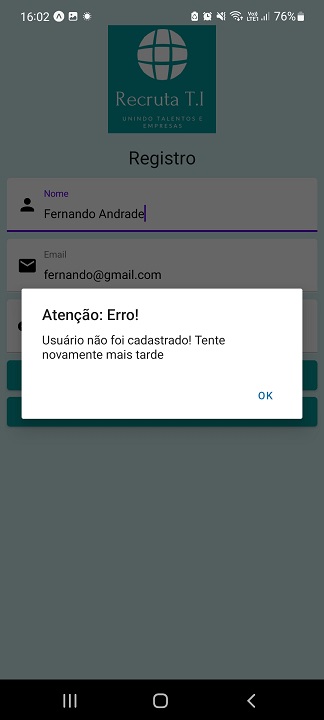 16:02
76%
Recruta T.I
UNINDO TALENTOS E
EMPRESAS
Registro
Nome
Fernando Andrade
Email
fernando@gmail.com
Atenção: Erro!
Usuário não foi cadastrado! Tente
novamente mais tarde
OK